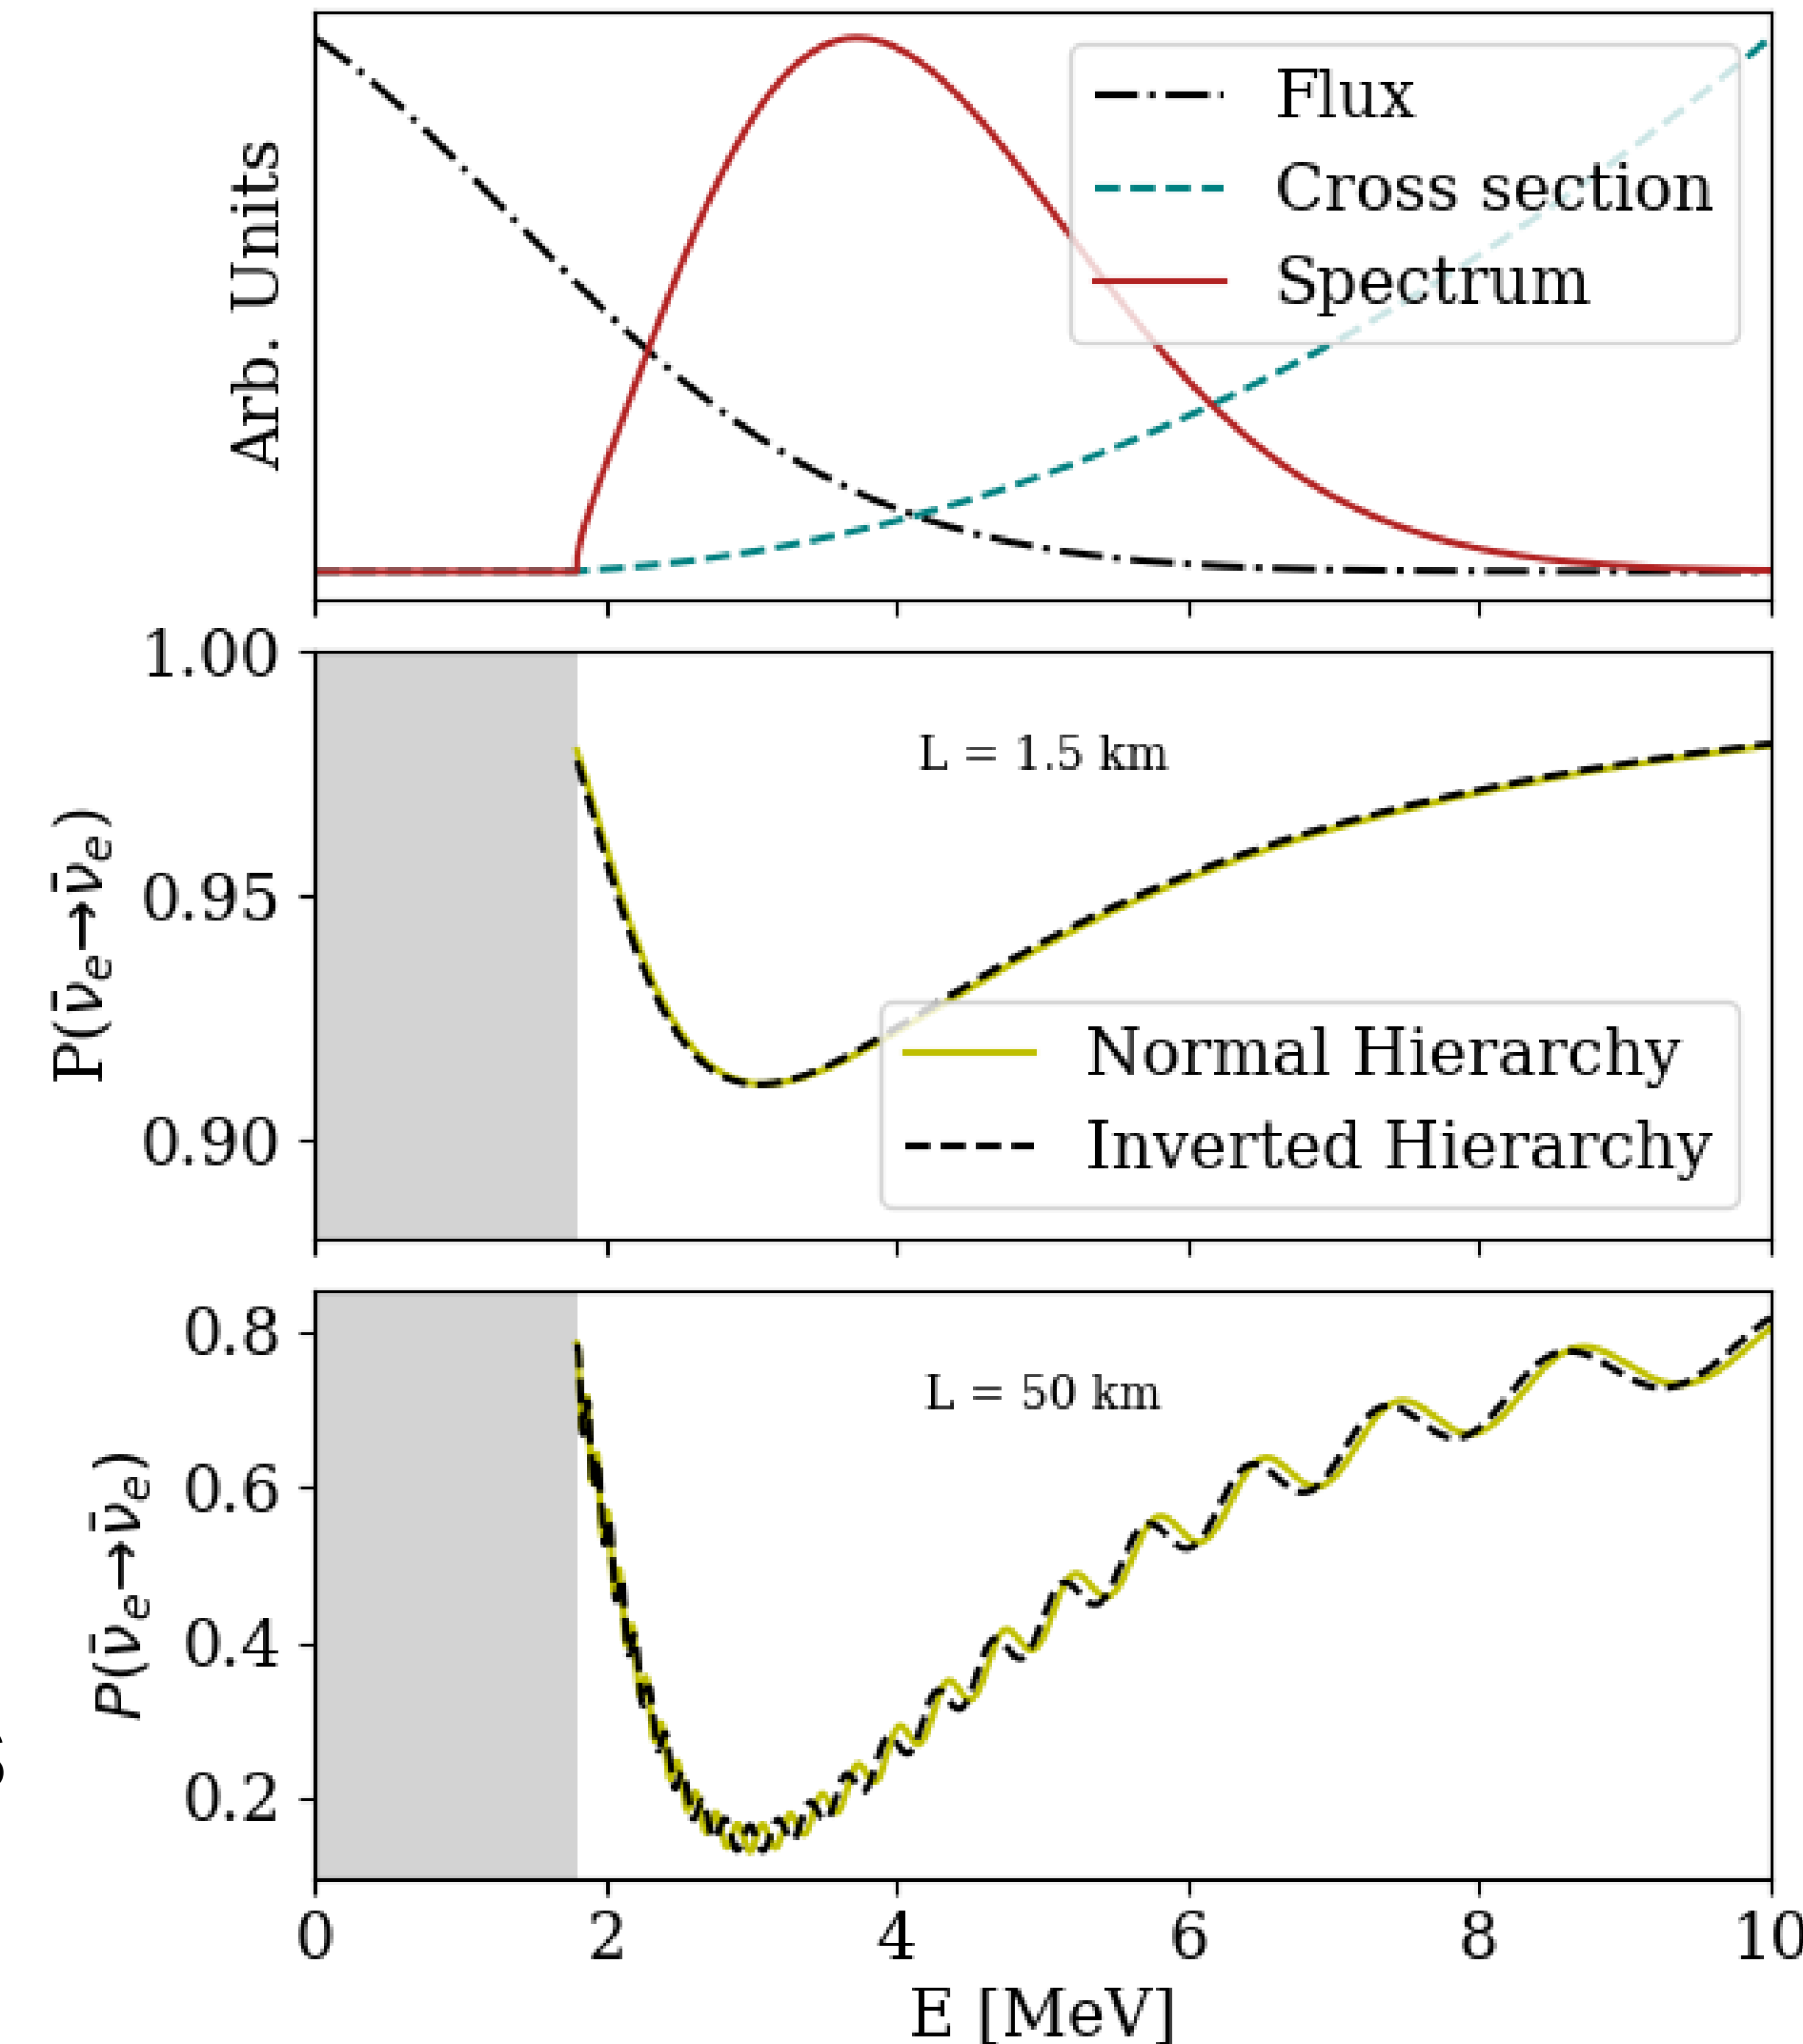 Arb. Units
Flux
Cross section
Spectrum
1.00
0.95
0.90
P(ν̄e→ν̄e)
L = 1.5 km
Normal Hierarchy
Inverted Hierarchy
0.8
0.6
0.4
0.2
P(ν̄e→ν̄e)
L = 50 km
0 2 4 6 8 10
E [MeV]